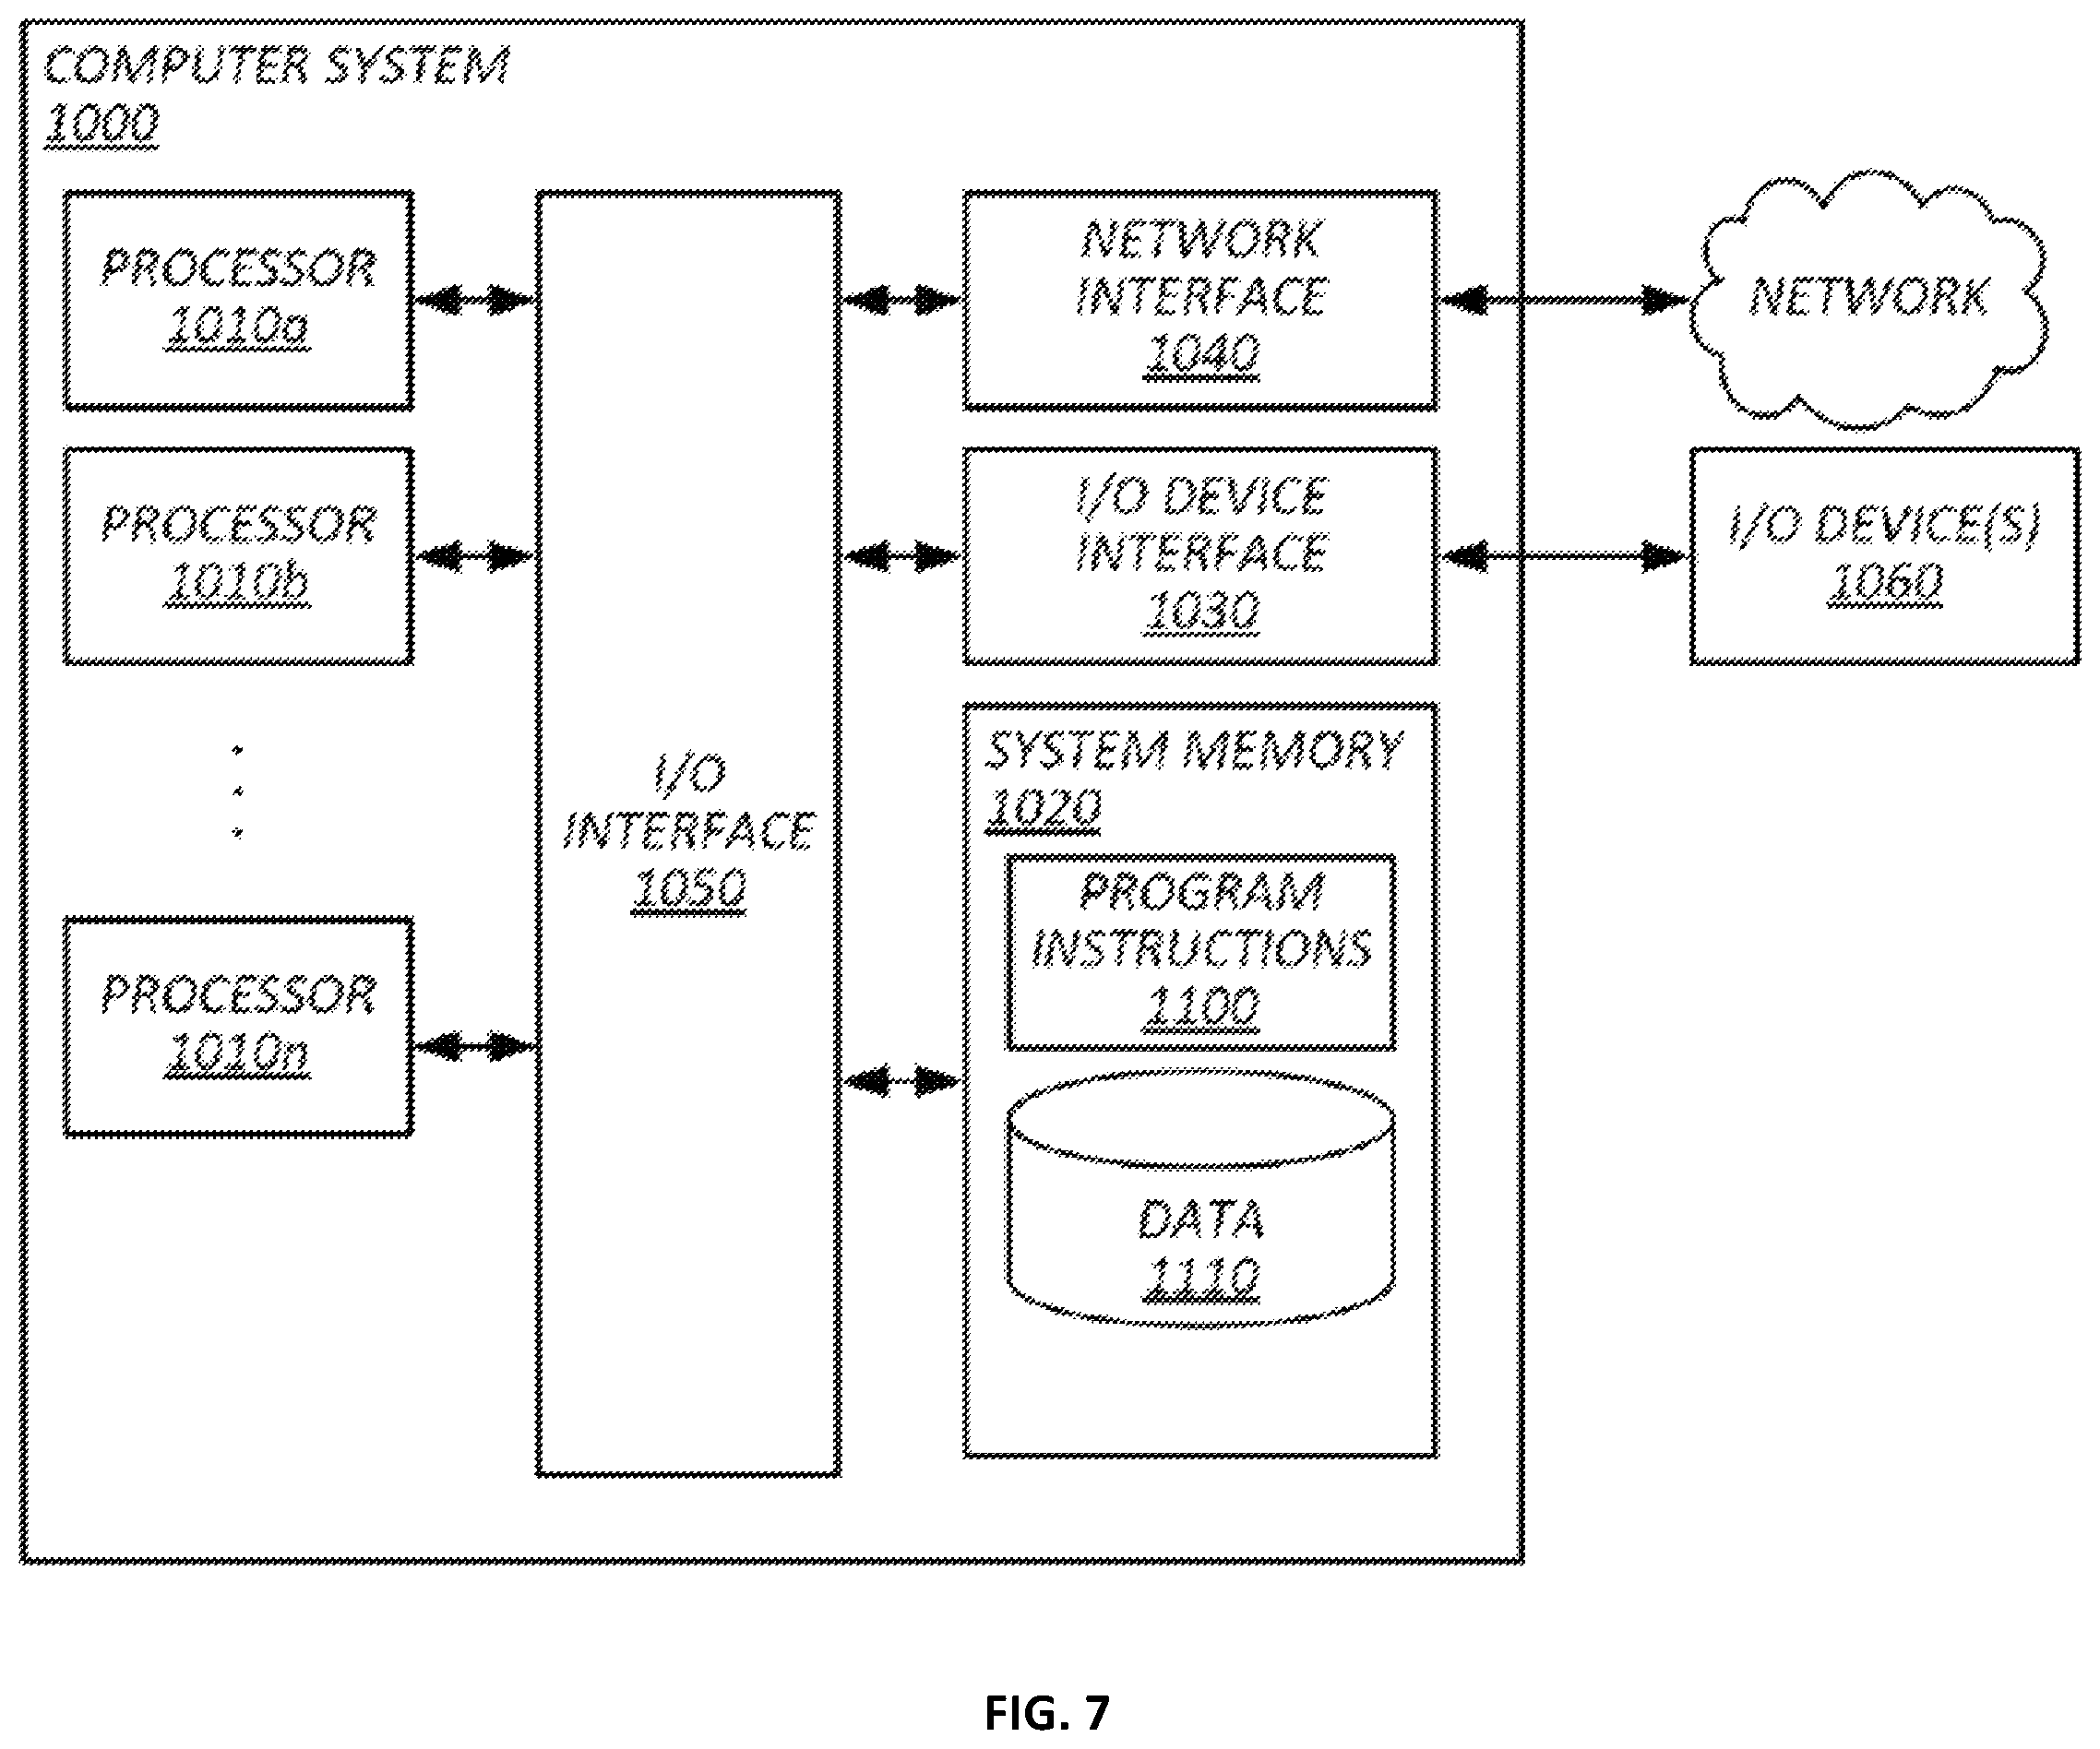 COMPUTER SYSTEM
1000
PROCESSOR
1010a
PROCESSOR
1010b
PROCESSOR
1010n
I/O
INTERFACE
1050
NETWORK
INTERFACE
1040
I/O DEVICE
INTERFACE
1030
SYSTEM MEMORY
1020
PROGRAM
INSTRUCTIONS
1100
DATA
1110
NETWORK
I/O DEVICE(S)
1060
FIG. 7